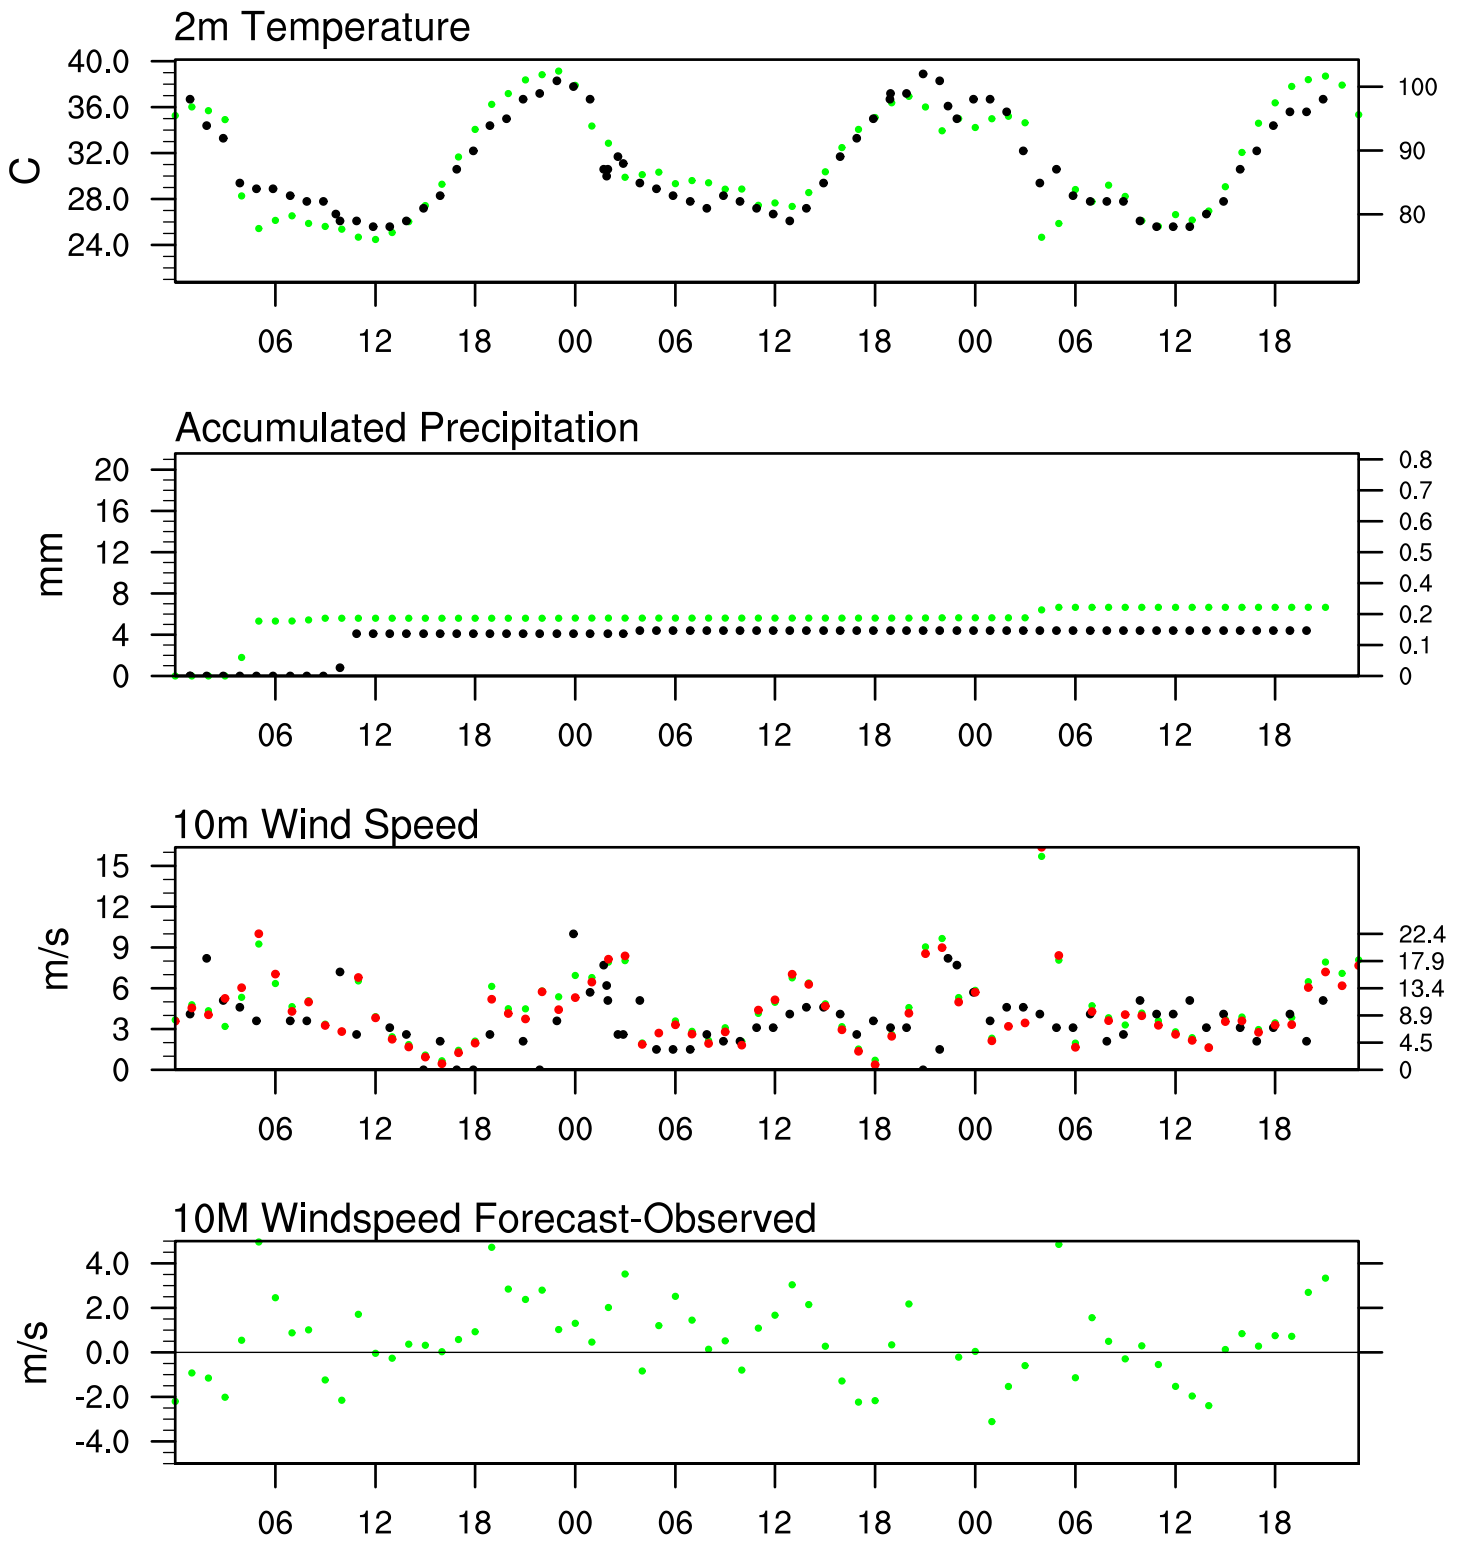 2m Temperature
40.0
36.0 100
32.0 90
28.0
24.0 80
C
06 12 18 00 06 12 18 00 06 12 18
Accumulated Precipitation
20 0.8
16 0.7
12 0.6
8 0.5
4 0.4
0 0.2
0.1
0
mm
06 12 18 00 06 12 18 00 06 12 18
10m Wind Speed
15
12
9 22.4
6 17.9
3 13.4
0 8.9
4.5
0
m/s
06 12 18 00 06 12 18 00 06 12 18
10M Windspeed Forecast-Observed
4.0
2.0
0.0
-2.0
-4.0
m/s
06 12 18 00 06 12 18 00 06 12 18